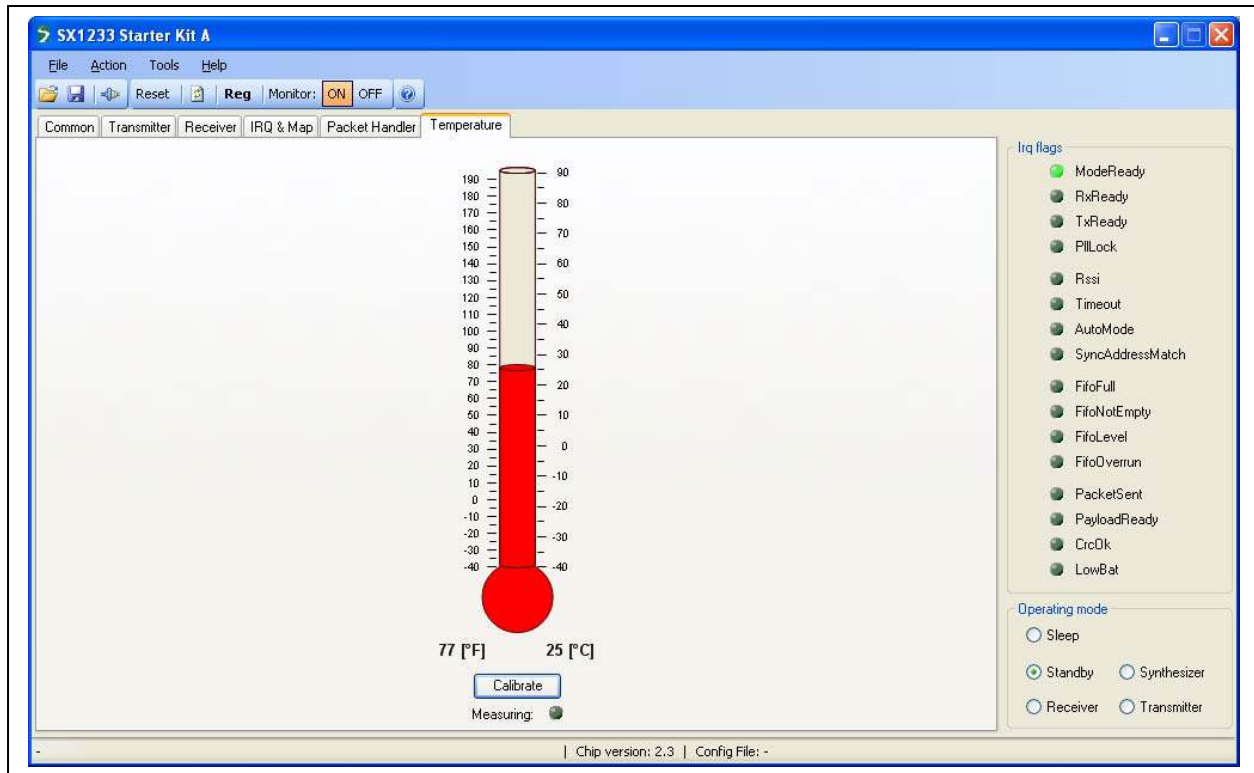 SX1233 Starter Kit A
File Action Tools Help
Reset Reg Monitor: ON OFF
Common Transmitter Receiver IRQ & Map Packet Handler Temperature
190 90
180 80
170
160 70
150
140 60
130
120 50
110
100 40
90 30
80
70 20
60
50 10
40
30 0
20
10 -10
0
-10 -20
-20
-30 -30
-40 -40
77 [°F] 25 [°C]
Calibrate
Measuring:
Irq flags
ModeReady
RxReady
TxReady
PllLock
Rssi
Timeout
AutoMode
SyncAddressMatch
FifoFull
FifoNotEmpty
FifoLevel
FifoOverrun
PacketSent
PayloadReady
CrcOk
LowBat
Operating mode
Sleep
Standby Synthesizer
Receiver Transmitter
- | Chip version: 2.3 | Config File: -